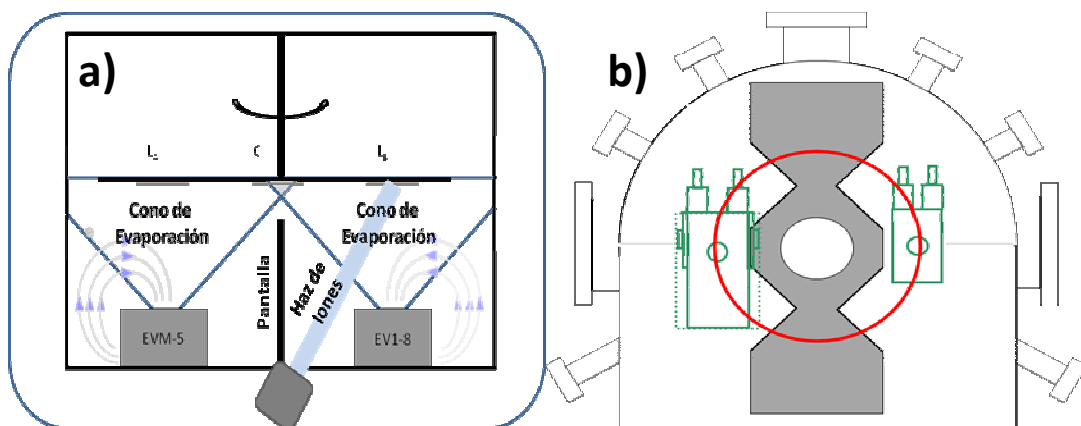 a)
b)
C
Cono de
Evaporación
Cono de
Evaporación
Pantalla
Haz de
Iones
EVM-5
EV1-8